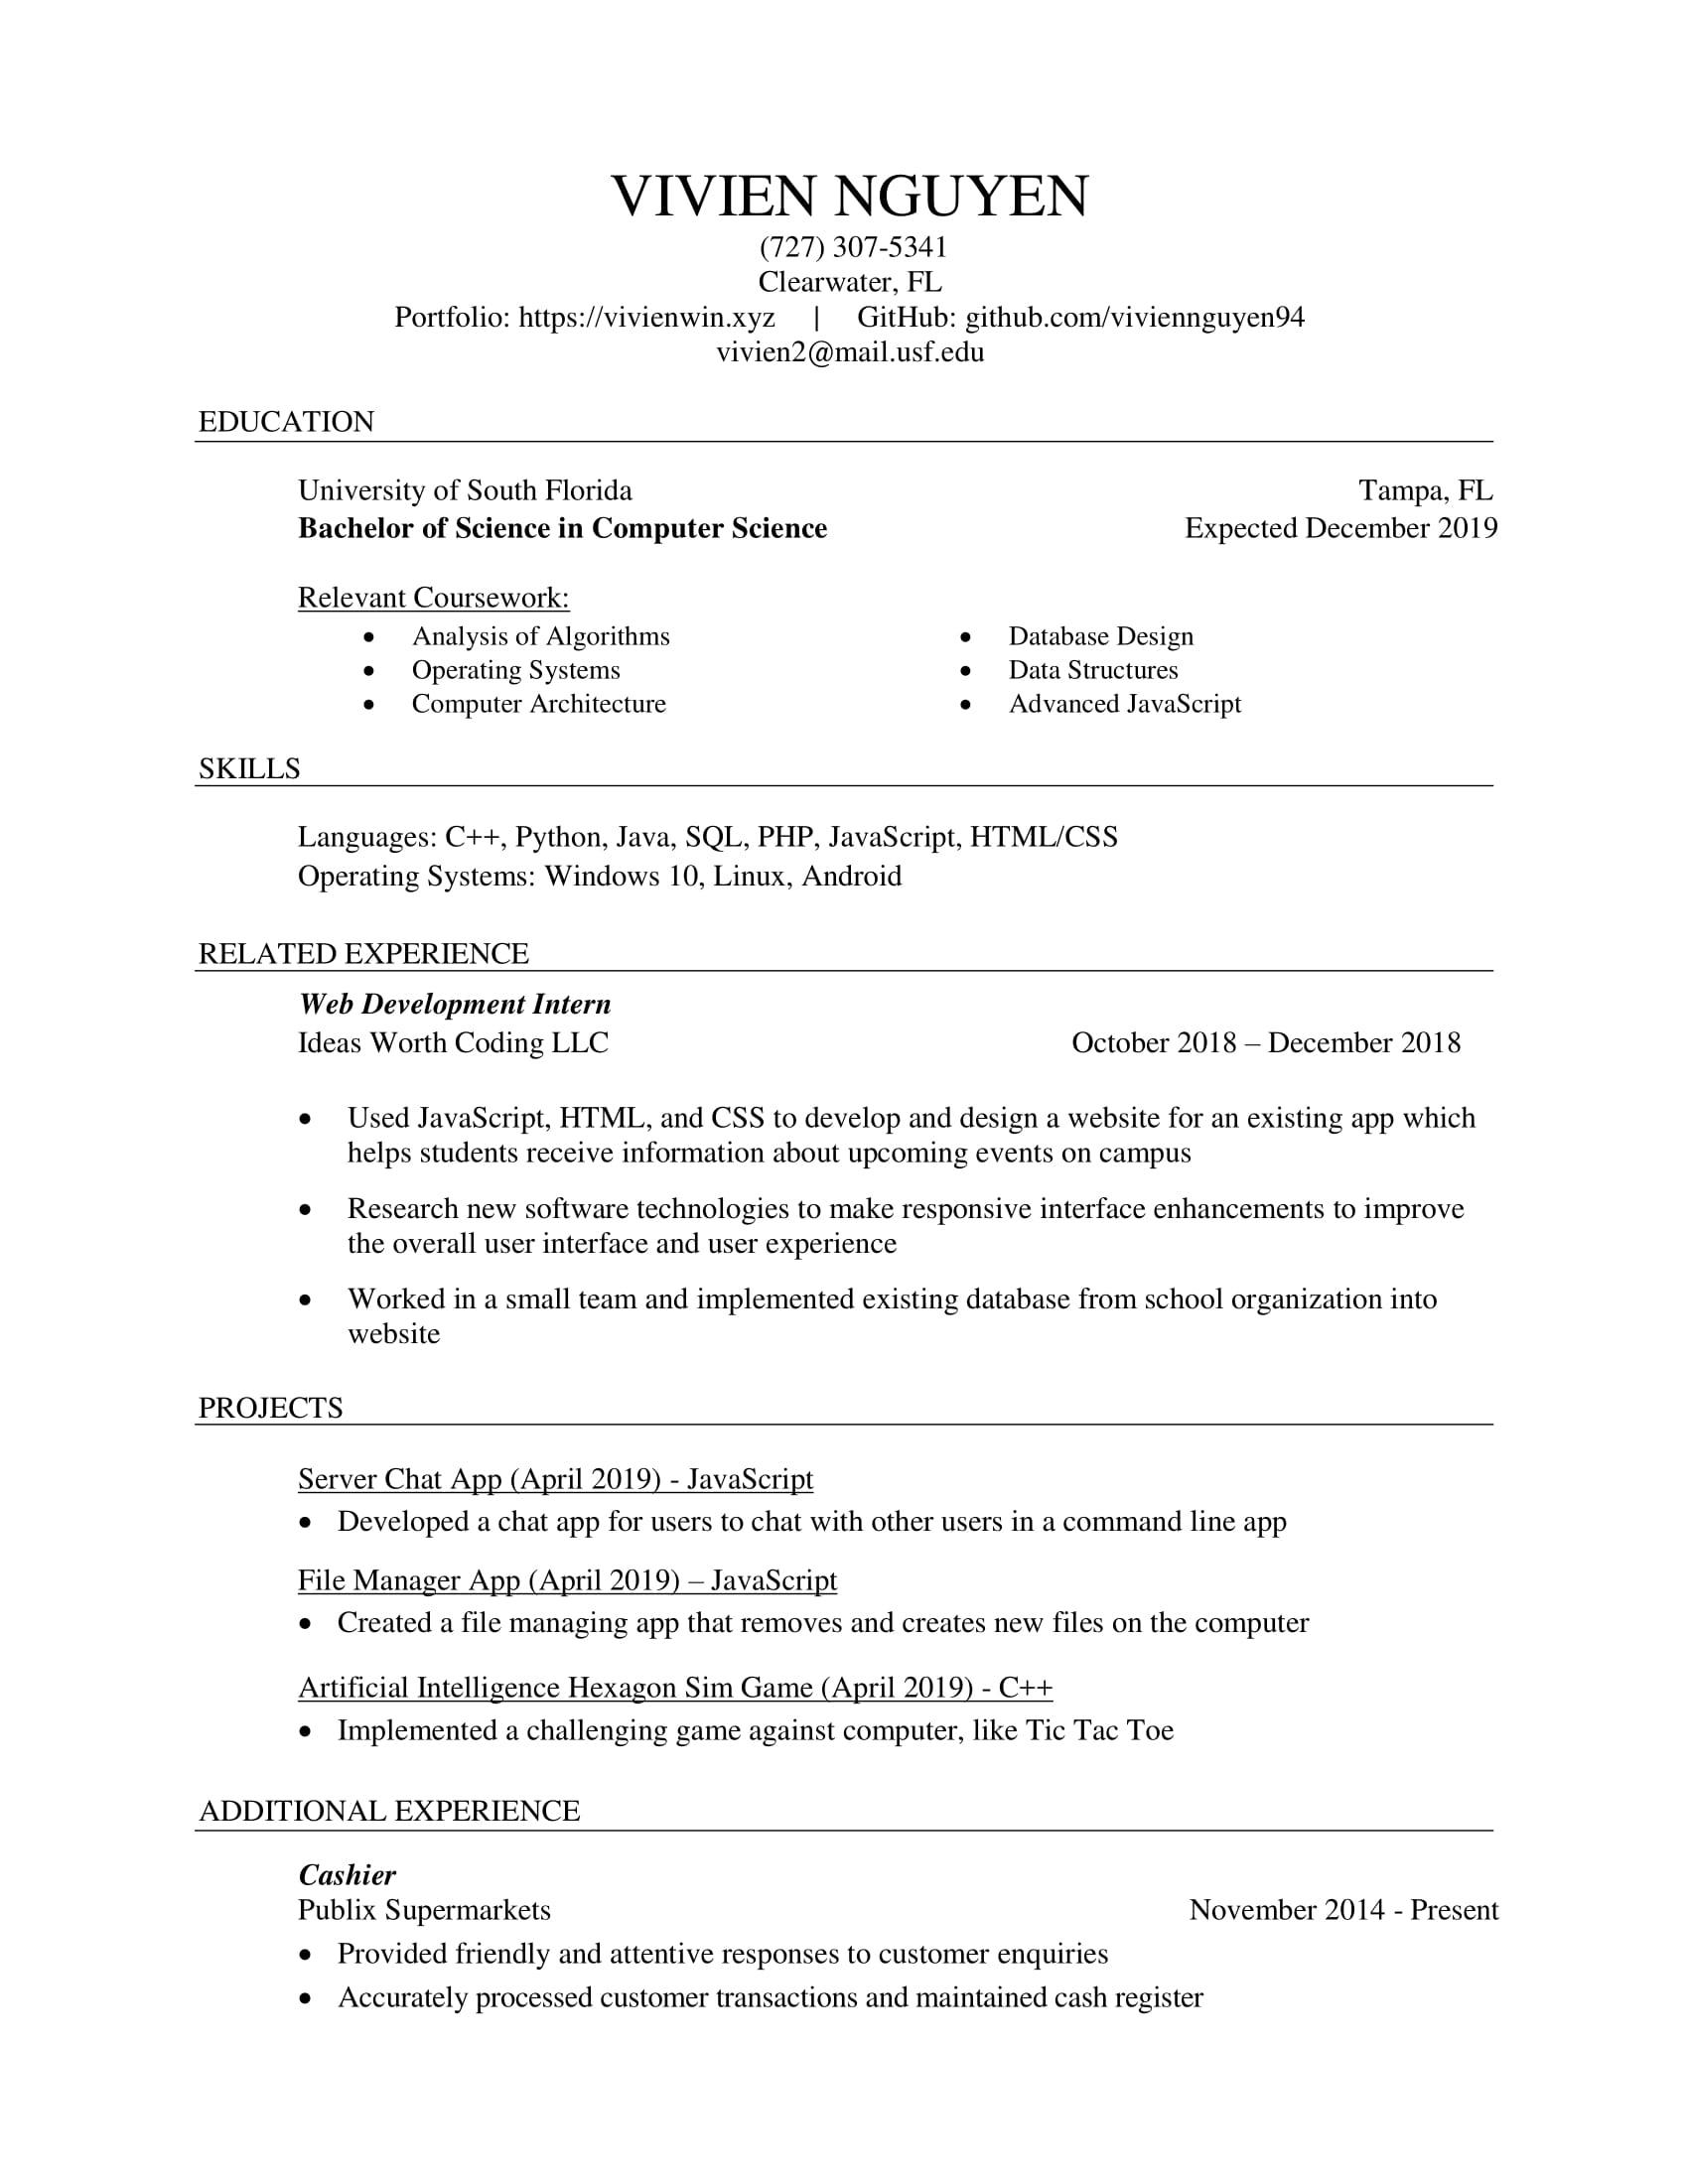 VIVIEN NGUYEN
(727) 307-5341
Clearwater, FL
Portfolio: https://vivienwin.xyz | GitHub: github.com/viviennguyen94
vivien2@mail.usf.edu
EDUCATION
University of South Florida Tampa, FL
Bachelor of Science in Computer Science Expected December 2019
Relevant Coursework:
• Analysis of Algorithms • Database Design
• Operating Systems • Data Structures
• Computer Architecture • Advanced JavaScript
SKILLS
Languages: C++, Python, Java, SQL, PHP, JavaScript, HTML/CSS
Operating Systems: Windows 10, Linux, Android
RELATED EXPERIENCE
Web Development Intern
Ideas Worth Coding LLC October 2018 – December 2018
• Used JavaScript, HTML, and CSS to develop and design a website for an existing app which
helps students receive information about upcoming events on campus
• Research new software technologies to make responsive interface enhancements to improve
the overall user interface and user experience
• Worked in a small team and implemented existing database from school organization into
website
PROJECTS
Server Chat App (April 2019) - JavaScript
• Developed a chat app for users to chat with other users in a command line app
File Manager App (April 2019) – JavaScript
• Created a file managing app that removes and creates new files on the computer
Artificial Intelligence Hexagon Sim Game (April 2019) - C++
• Implemented a challenging game against computer, like Tic Tac Toe
ADDITIONAL EXPERIENCE
Cashier
Publix Supermarkets November 2014 - Present
• Provided friendly and attentive responses to customer enquiries
• Accurately processed customer transactions and maintained cash register